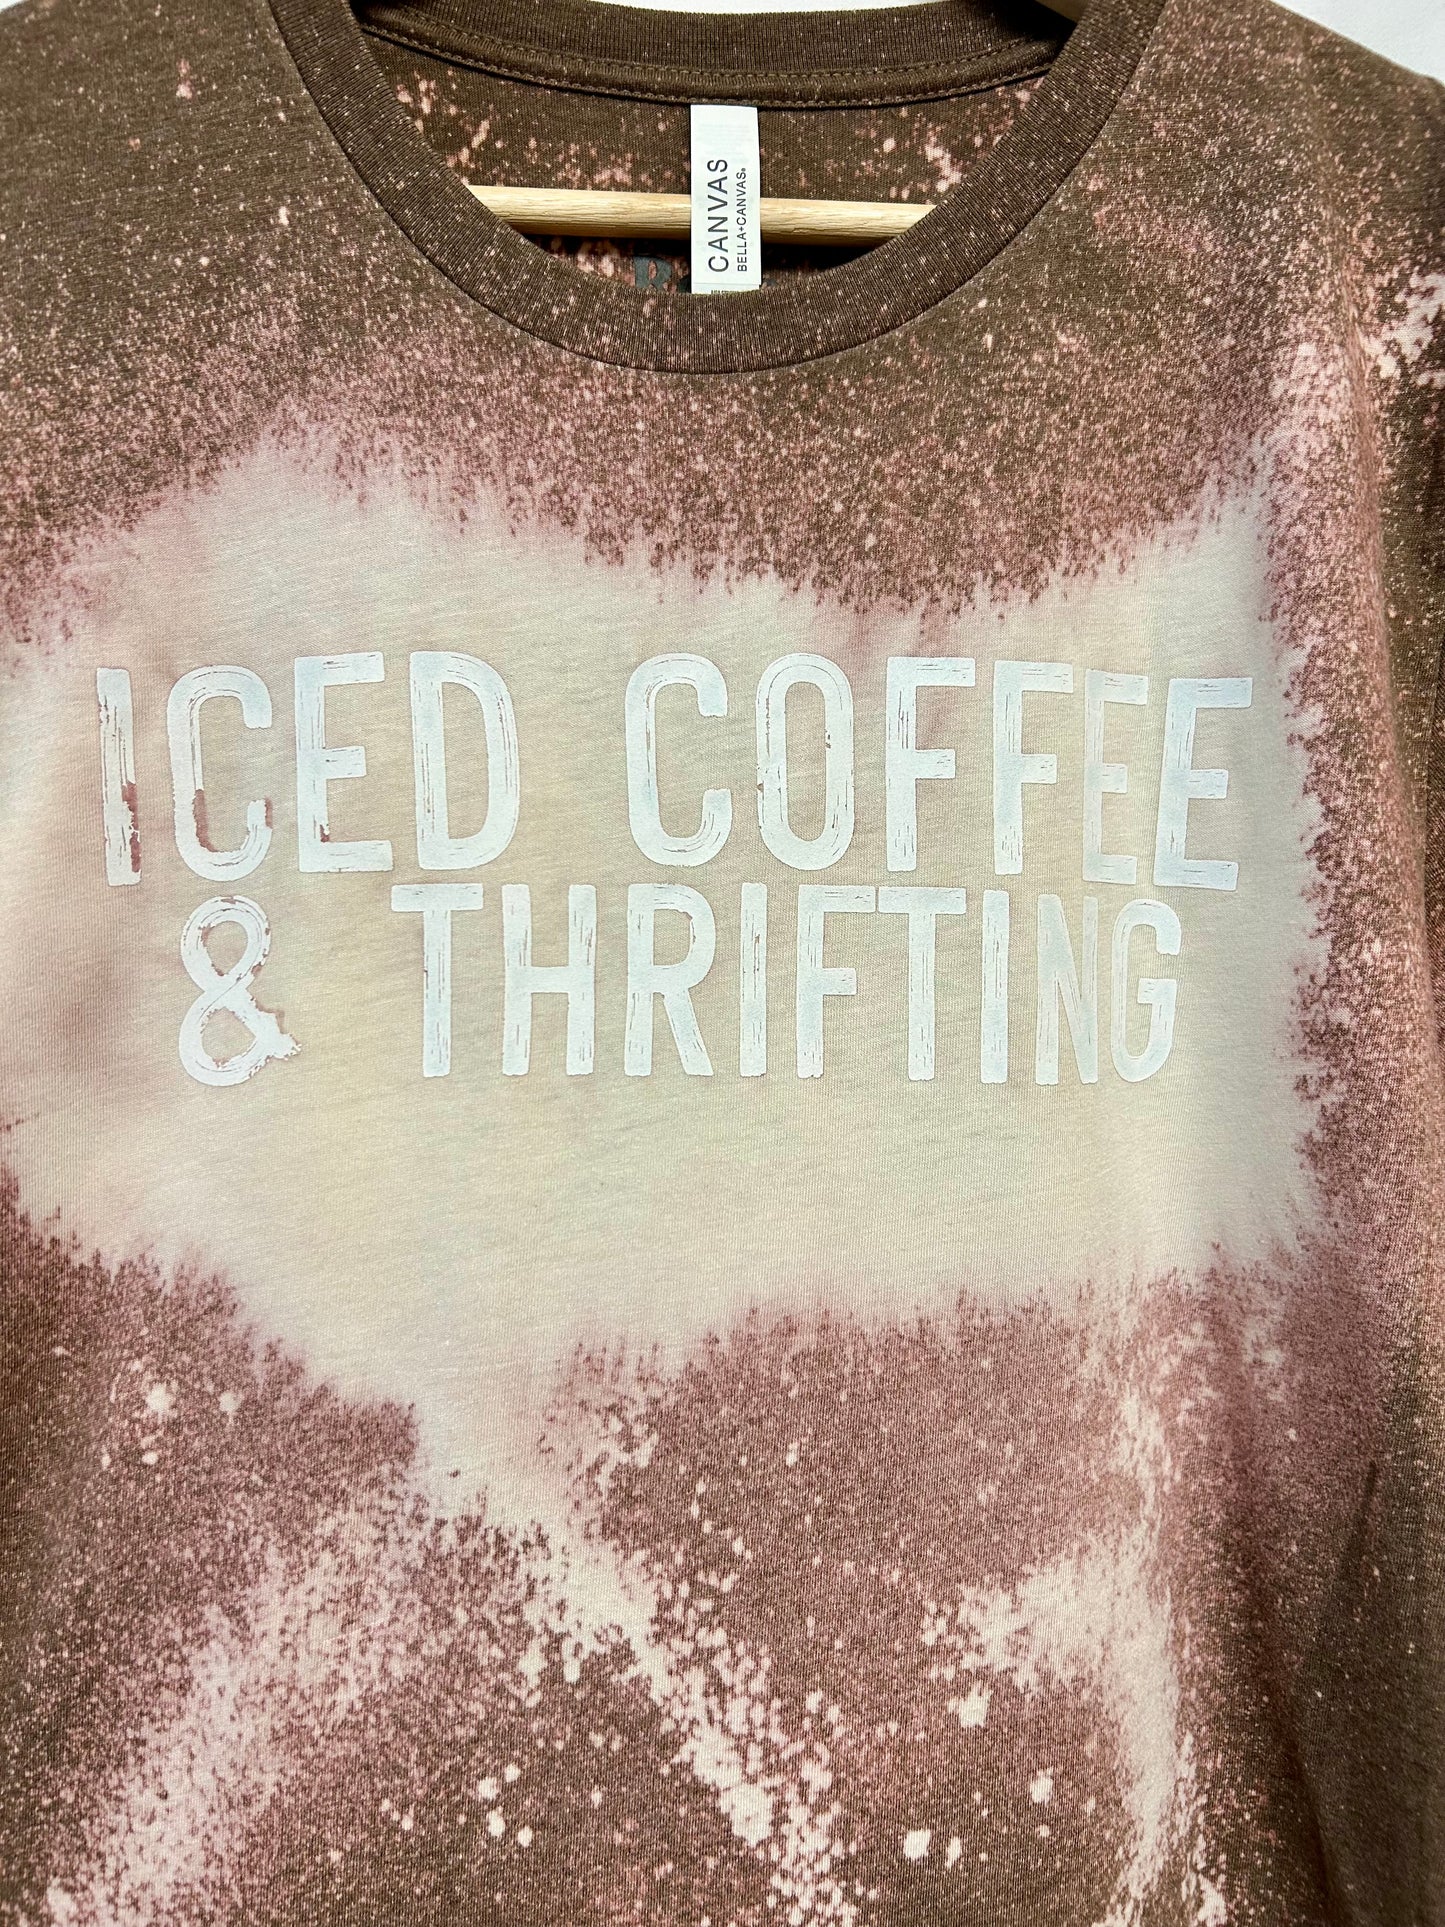 CANVAS
BELLA+CANVAS®
ICED COFFEE
& THRIFTING